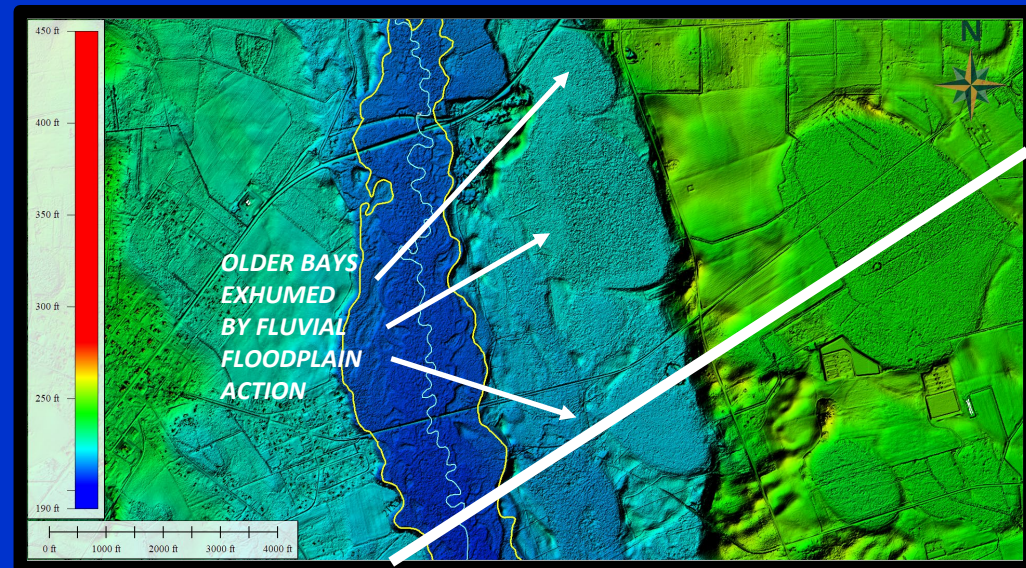 450 ft
400 ft
350 ft
300 ft
250 ft
190 ft
N
OLDER BAYS
EXHUMED
BY FLUVIAL
FLOODPLAIN
ACTION
0 ft 1000 ft 2000 ft 3000 ft 4000 ft